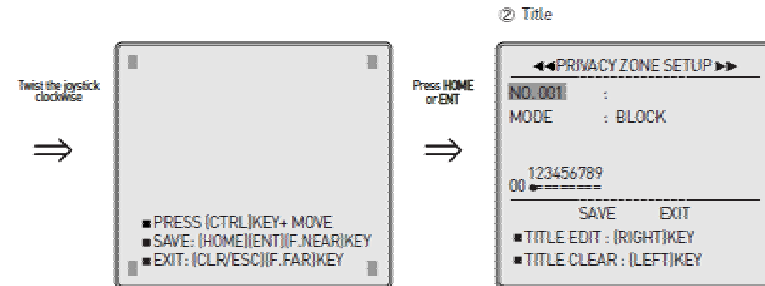 ② Title
Twist the joystick
clockwise
⇒
■ PRESS [CTRL]KEY+ MOVE
■ SAVE: [HOME][ENT][F.NEAR]KEY
■ EXIT: [CLR/ESC][F.FAR]KEY
Press HOME
or ENT
⇒
◀◀PRIVACY ZONE SETUP▶▶
NO. 001 :
MODE : BLOCK
123456789
00
SAVE EXIT
■ TITLE EDIT : [RIGHT]KEY
■ TITLE CLEAR : [LEFT]KEY